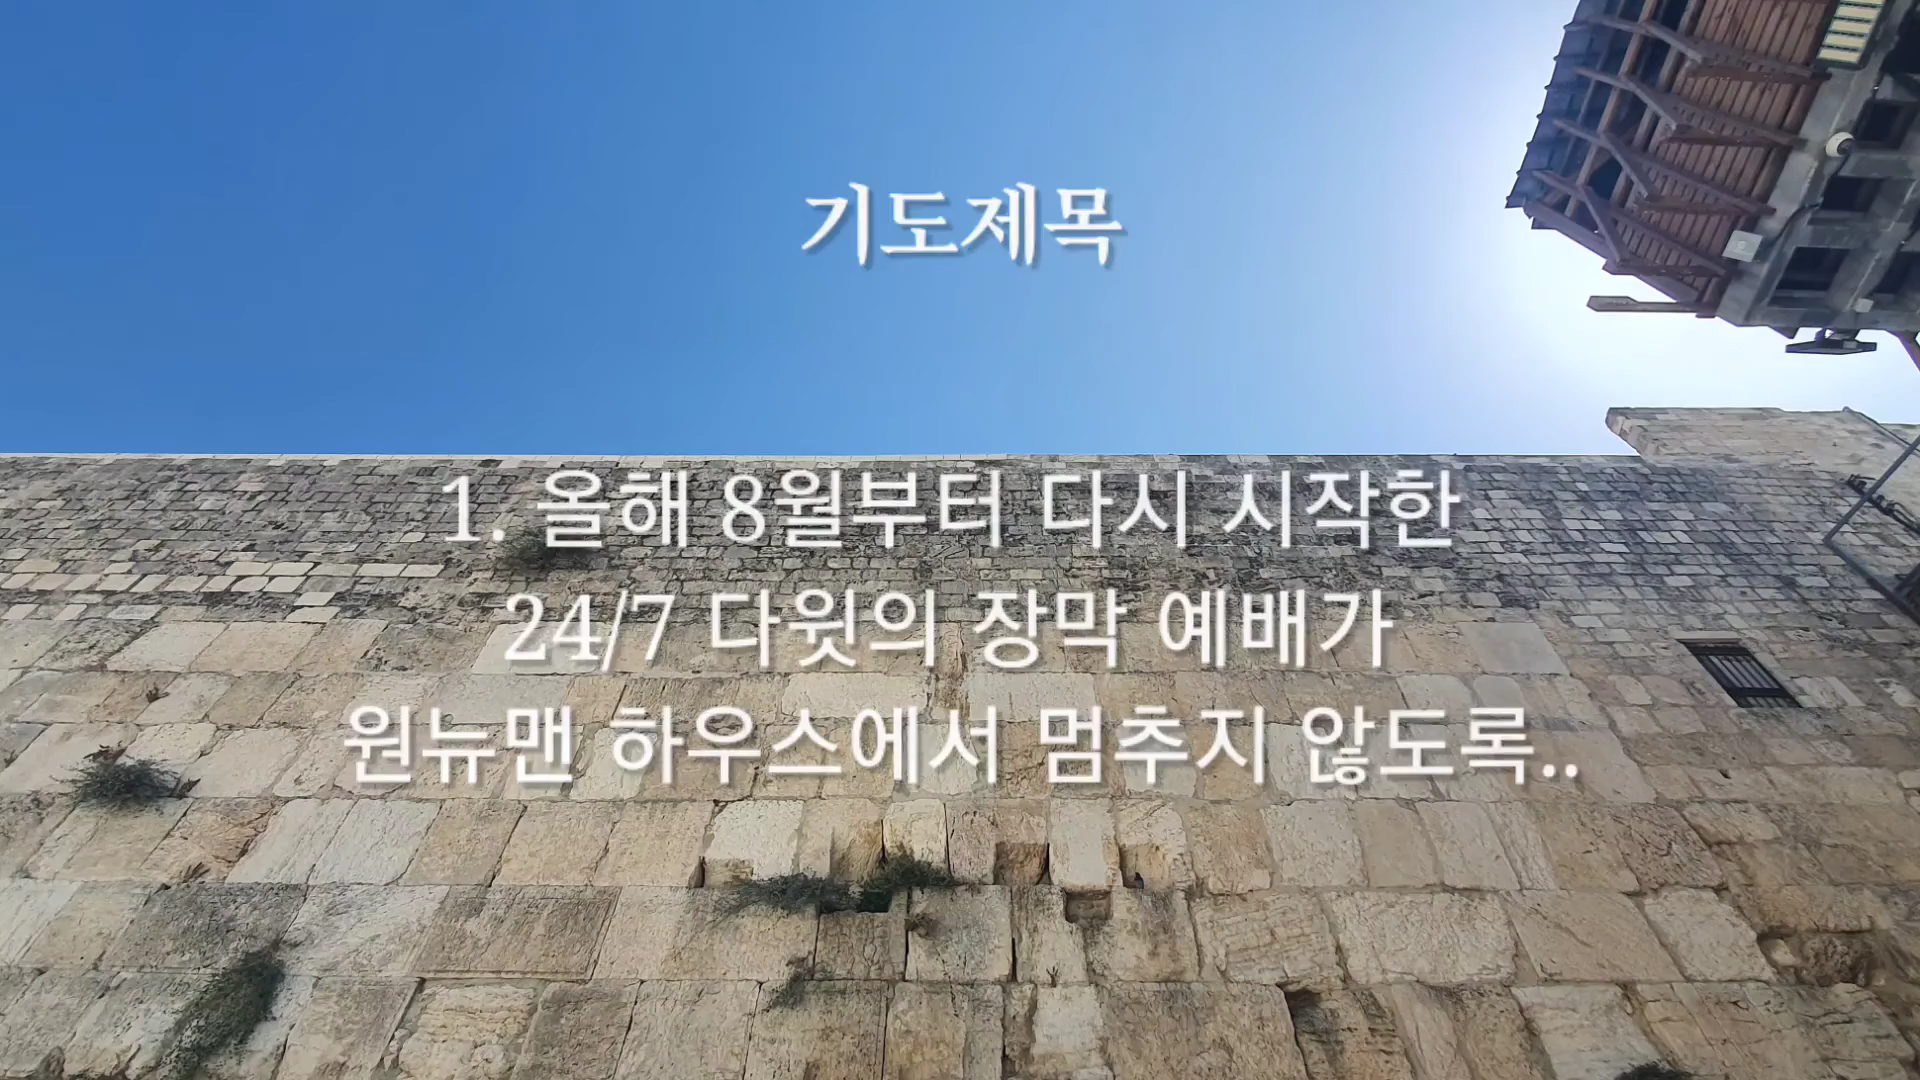 기도제목
1. 올해 8월부터 다시 시작한
24/7 다윗의 장막 예배가
원뉴맨 하우스에서 멈추지 않도록..